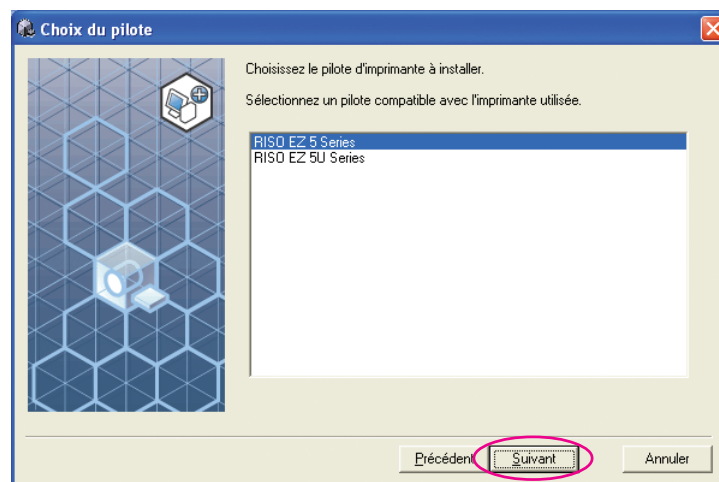 Choix du pilote
Choisissez le pilote d'imprimante à installer.
Sélectionnez un pilote compatible avec l'imprimante utilisée.
RISO EZ 5 Series
RISO EZ 5U Series
Précédent Suivant Annuler